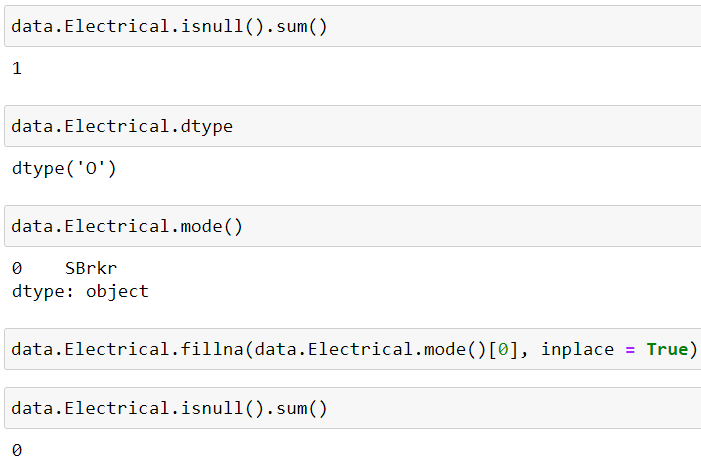 data.Electrical.isnull().sum()
1
data.Electrical.dtype
dtype('O')
data.Electrical.mode()
0    SBrkr
dtype: object
data.Electrical.fillna(data.Electrical.mode()[0], inplace = True)
data.Electrical.isnull().sum()
0